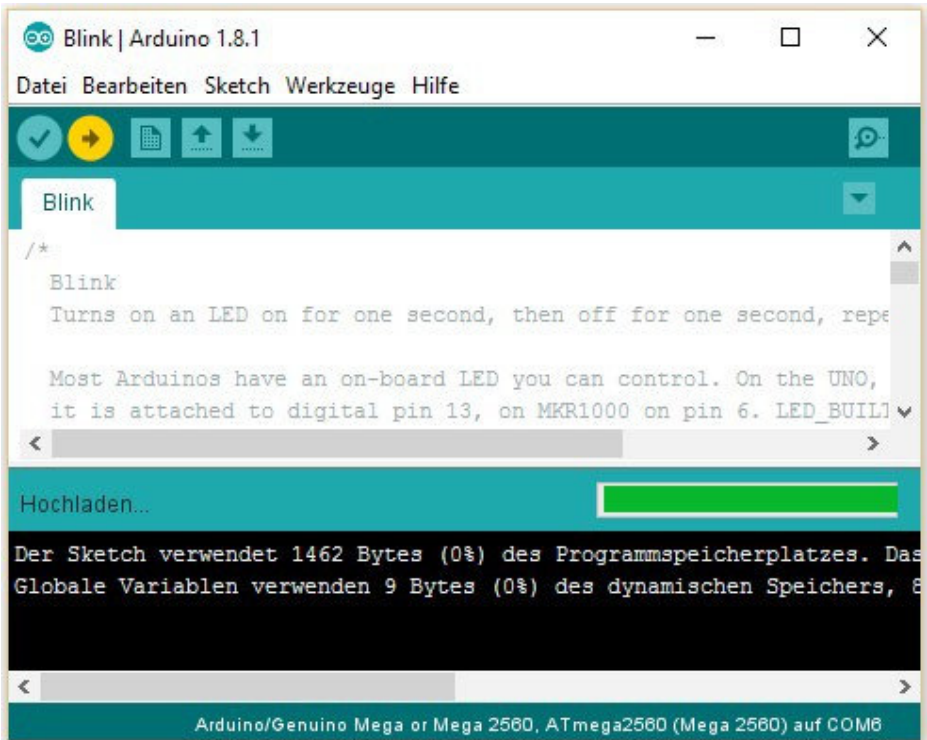 Blink | Arduino 1.8.1
Datei Bearbeiten Sketch Werkzeuge Hilfe
Blink
/*
Blink
Turns on an LED on for one second, then off for one second, repe
Most Arduinos have an on-board LED you can control. On the UNO,
it is attached to digital pin 13, on MKR1000 on pin 6. LED_BUILT
Hochladen...
Der Sketch verwendet 1462 Bytes (0%) des Programmspeicherplatzes. Das
Globale Variablen verwenden 9 Bytes (0%) des dynamischen Speichers, 8
Arduino/Genuino Mega or Mega 2560, ATmega2560 (Mega 2560) auf COM6